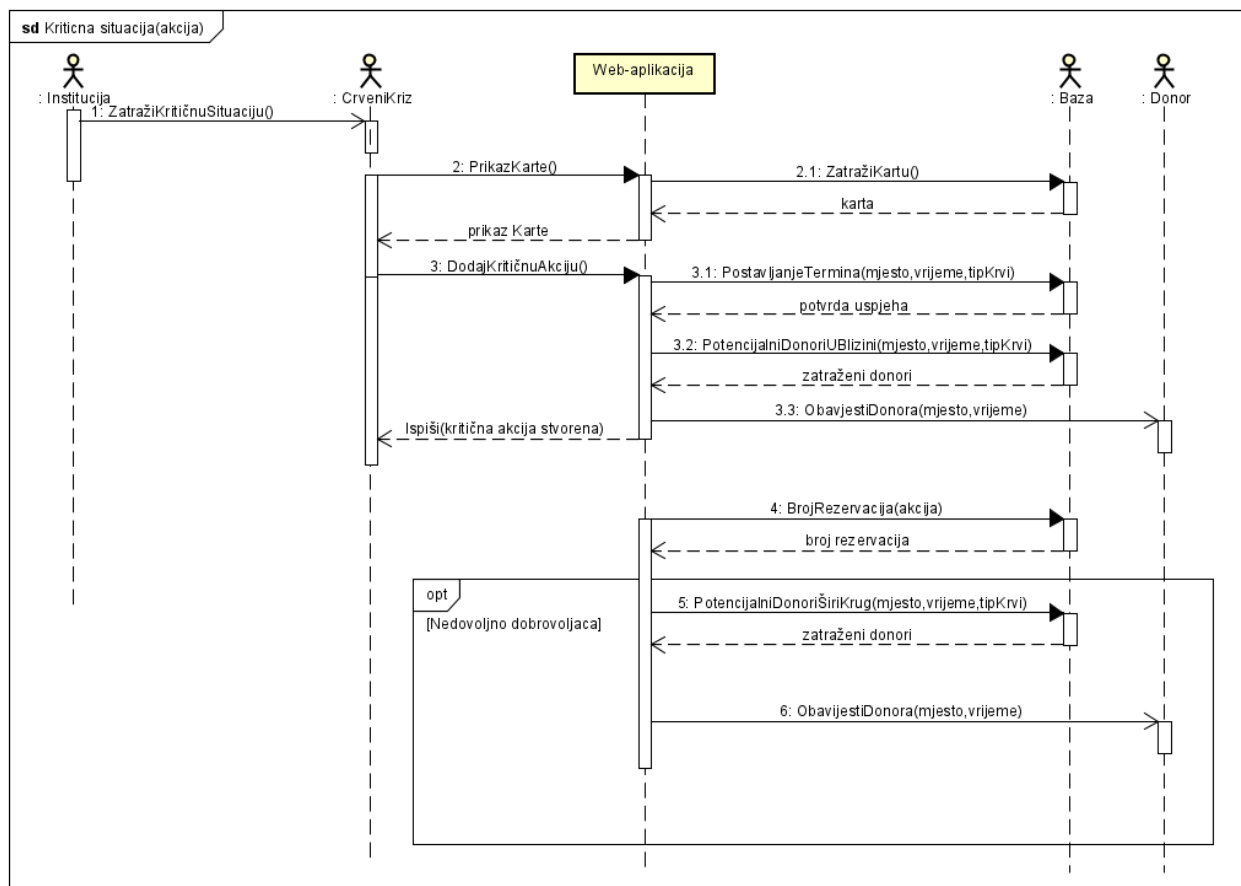 sd Kriticna situacija(akcija)
: Institucija
: CrveniKriz
Web-aplikacija
: Baza
: Donor
1: ZatražiKritičnuSituaciju()
2: PrikazKarte()
2.1: ZatražiKartu()
karta
prikaz Karte
3: DodajKritičnuAkciju()
3.1: PostavljanjeTermina(mjesto,vrijeme,tipKrvi)
potvrda uspjeha
3.2: PotencijalniDonoriUBlizini(mjesto,vrijeme,tipKrvi)
zatraženi donori
3.3: ObavjestiDonora(mjesto,vrijeme)
Ispiši(kritična akcija stvorena)
4: BrojRezervacija(akcija)
broj rezervacija
opt
[Nedovoljno dobrovoljaca]
5: PotencijalniDonoriŠiriKrug(mjesto,vrijeme,tipKrvi)
zatraženi donori
6: ObavijestiDonora(mjesto,vrijeme)